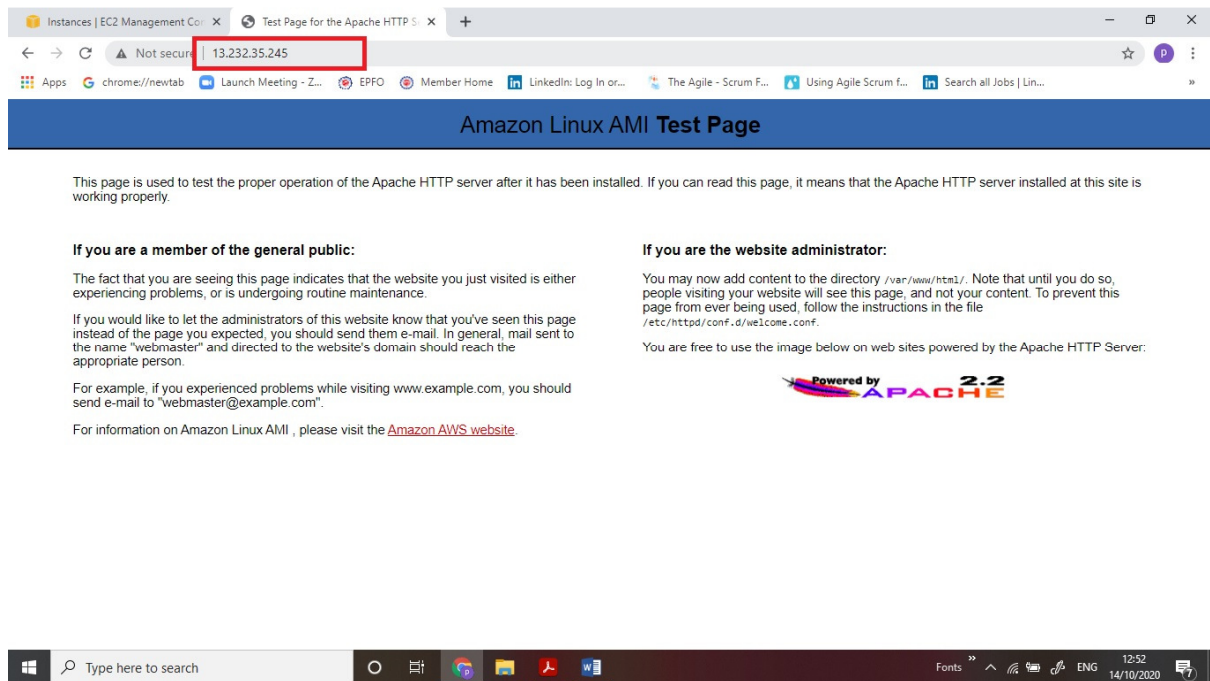 Instances | EC2 Management Con
Test Page for the Apache HTTP S
Not secure | 13.232.35.245
P
Apps
chrome://newtab
Launch Meeting - Z...
EPFO
Member Home
LinkedIn: Log In or...
The Agile - Scrum F...
Using Agile Scrum f...
Search all Jobs | Lin...
»
Amazon Linux AMI Test Page
This page is used to test the proper operation of the Apache HTTP server after it has been installed. If you can read this page, it means that the Apache HTTP server installed at this site is
working properly.
If you are a member of the general public:
The fact that you are seeing this page indicates that the website you just visited is either
experiencing problems, or is undergoing routine maintenance.
If you would like to let the administrators of this website know that you've seen this page
instead of the page you expected, you should send them e-mail. In general, mail sent to
the name "webmaster" and directed to the website's domain should reach the
appropriate person.
For example, if you experienced problems while visiting www.example.com, you should
send e-mail to "webmaster@example.com".
For information on Amazon Linux AMI , please visit the Amazon AWS website.
If you are the website administrator:
You may now add content to the directory /var/www/html/. Note that until you do so,
people visiting your website will see this page, and not your content. To prevent this
page from ever being used, follow the instructions in the file
/etc/httpd/conf.d/welcome.conf.
You are free to use the image below on web sites powered by the Apache HTTP Server:
Powered by 2.2
APACHE
Type here to search
Fonts
»
ENG
12:52
14/10/2020
7